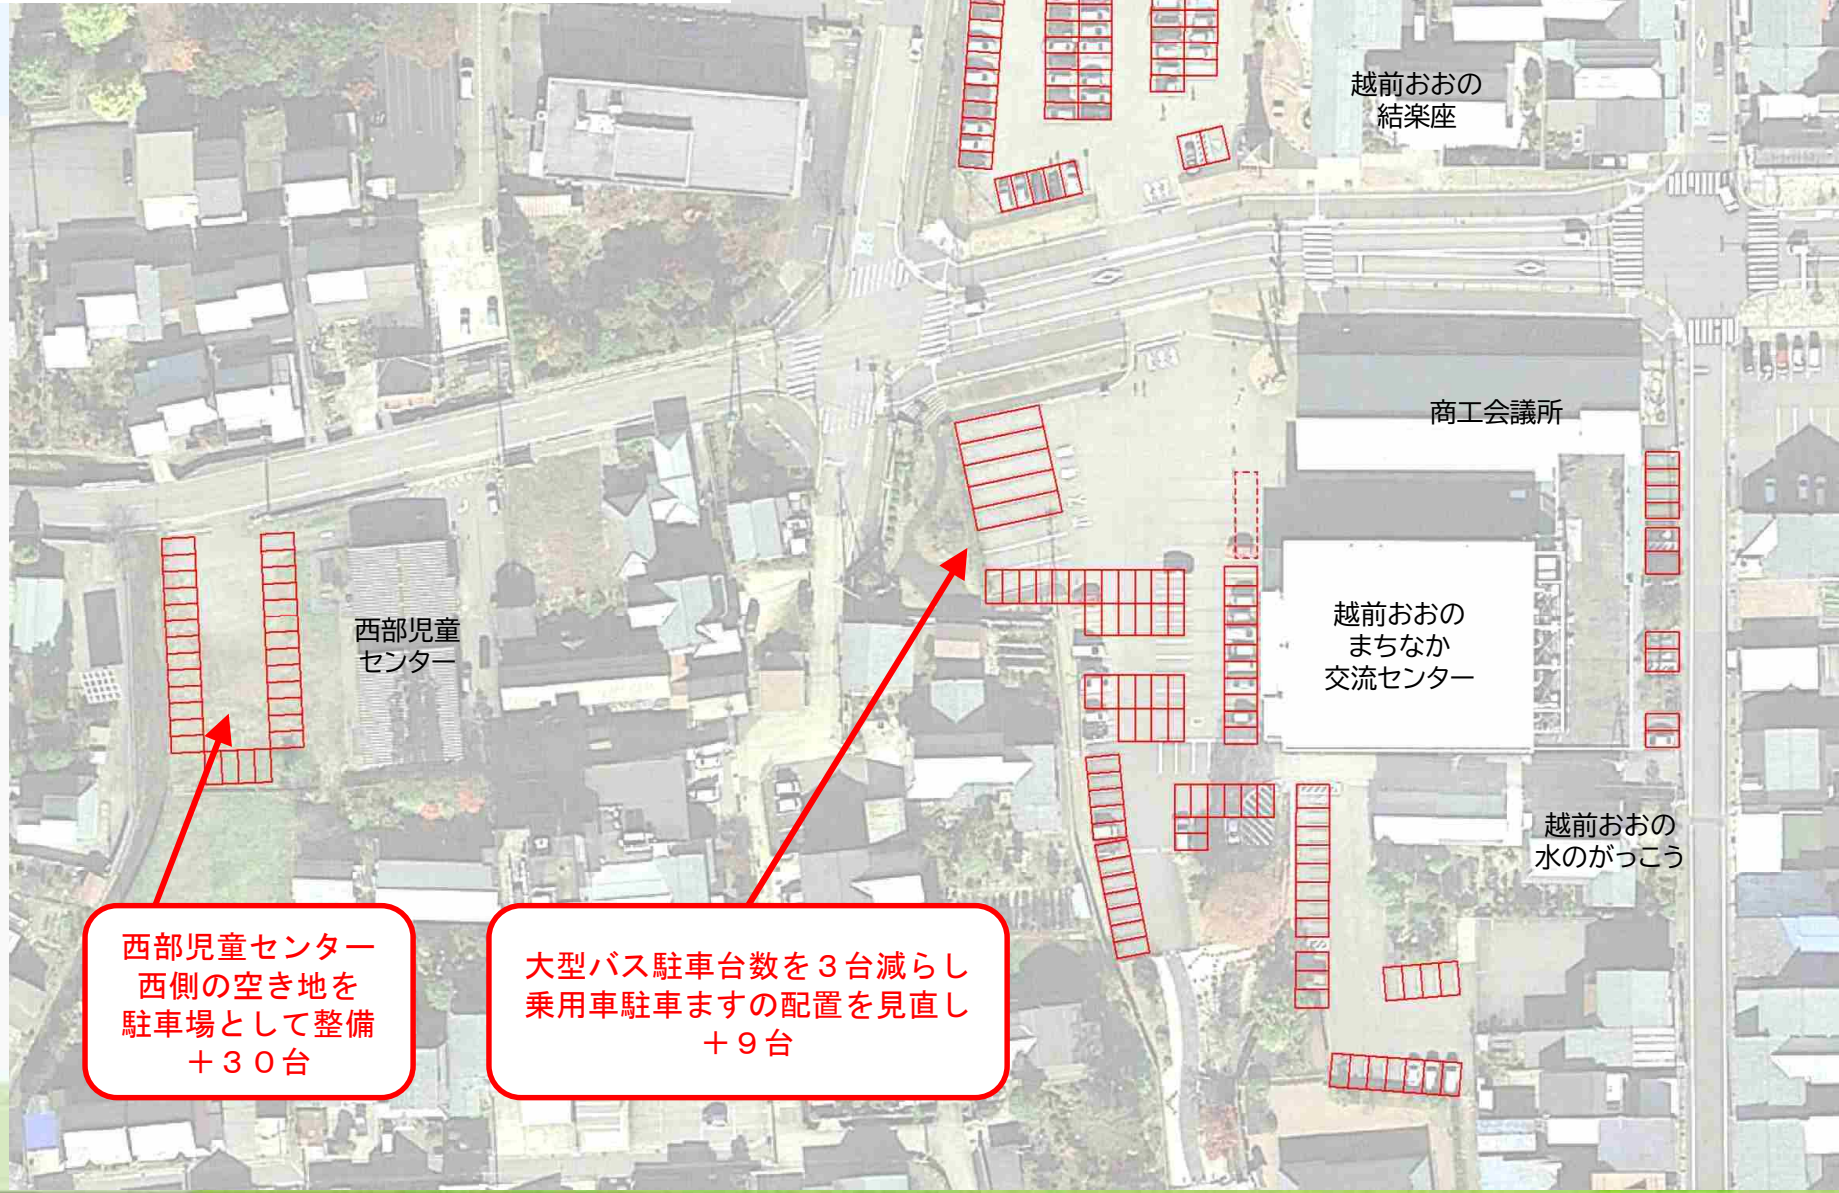 越前おおの
結楽座
商工会議所
西部児童
センター
越前おおの
まちなか
交流センター
越前おおの
水のがっこう
西部児童センター
西側の空き地を
駐車場として整備
＋３０台
大型バス駐車台数を３台減らし
乗用車駐車ますの配置を見直し
＋９台